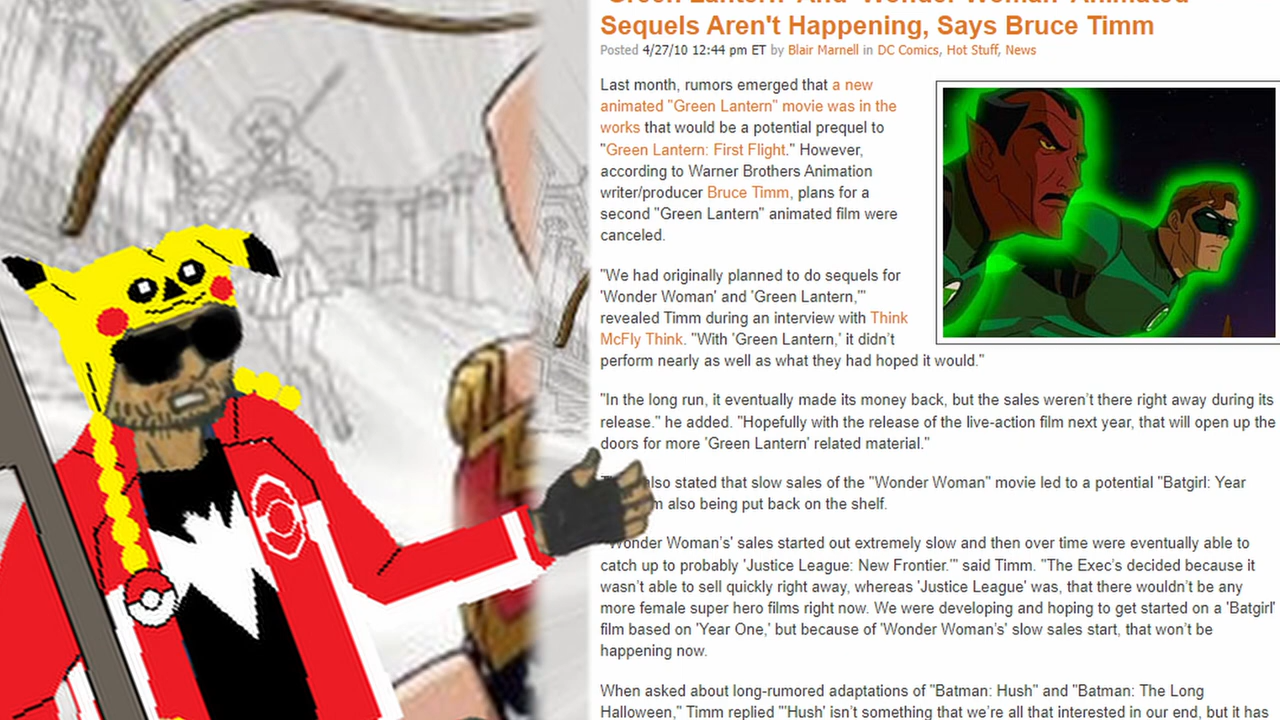 "Green Lantern" And "Wonder Woman" Animated
Sequels Aren't Happening, Says Bruce Timm
Posted 4/27/10 12:44 pm ET by Blair Marnell in DC Comics, Hot Stuff, News
Last month, rumors emerged that a new
animated "Green Lantern" movie was in the
works that would be a potential prequel to
"Green Lantern: First Flight." However,
according to Warner Brothers Animation
writer/producer Bruce Timm, plans for a
second "Green Lantern" animated film were
canceled.
"We had originally planned to do sequels for
'Wonder Woman' and 'Green Lantern,'"
revealed Timm during an interview with Think
McFly Think. "With 'Green Lantern,' it didn't
perform nearly as well as what they had hoped it would."
"In the long run, it eventually made its money back, but the sales weren't there right away during its
release." he added. "Hopefully with the release of the live-action film next year, that will open up the
doors for more 'Green Lantern' related material."
also stated that slow sales of the "Wonder Woman" movie led to a potential "Batgirl: Year
also being put back on the shelf.
"Wonder Woman's' sales started out extremely slow and then over time were eventually able to
catch up to probably 'Justice League: New Frontier.'" said Timm. "The Exec's decided because it
wasn't able to sell quickly right away, whereas 'Justice League' was, that there wouldn't be any
more female super hero films right now. We were developing and hoping to get started on a 'Batgirl'
film based on 'Year One,' but because of 'Wonder Woman's' slow sales start, that won't be
happening now.
When asked about long-rumored adaptations of "Batman: Hush" and "Batman: The Long
Halloween," Timm replied "'Hush' isn't something that we're all that interested in our end, but it has